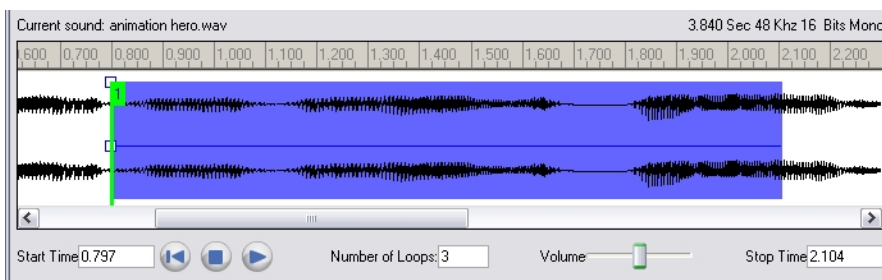 Current sound: animation hero.wav 3.840 Sec 48 Khz 16 Bits Mono
.600 0.700 0.800 0.900 1.000 1.100 1.200 1.300 1.400 1.500 1.600 1.700 1.800 1.900 2.000 2.100 2.200
1
Start Time 0.797 Number of Loops: 3 Volume Stop Time 2.104